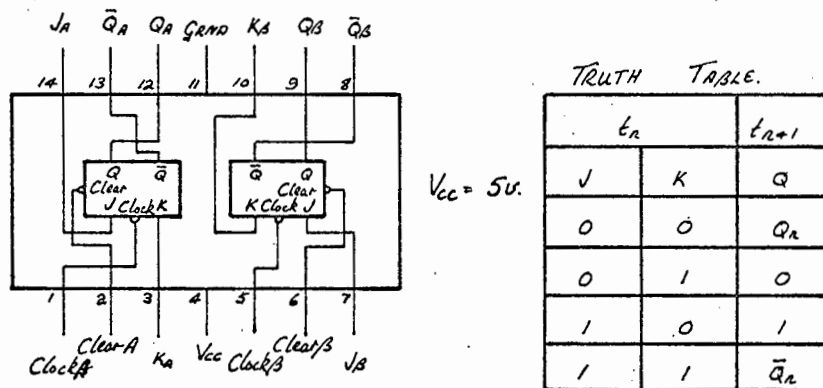 J_A Q̄_A Q_A GRND K_B Q_B Q̄_B
14 13 12 11 10 9 8
Q Q̄ Q̄ Q
Clear Clear
J Clock K K Clock J
1 2 3 4 5 6 7
Clock A Clear A K_A Vcc Clock B Clear B J_B
Vcc = 5v.
TRUTH TABLE.
t_n t_n+1
J K Q
0 0 Q_n
0 1 0
1 0 1
1 1 Q̄_n